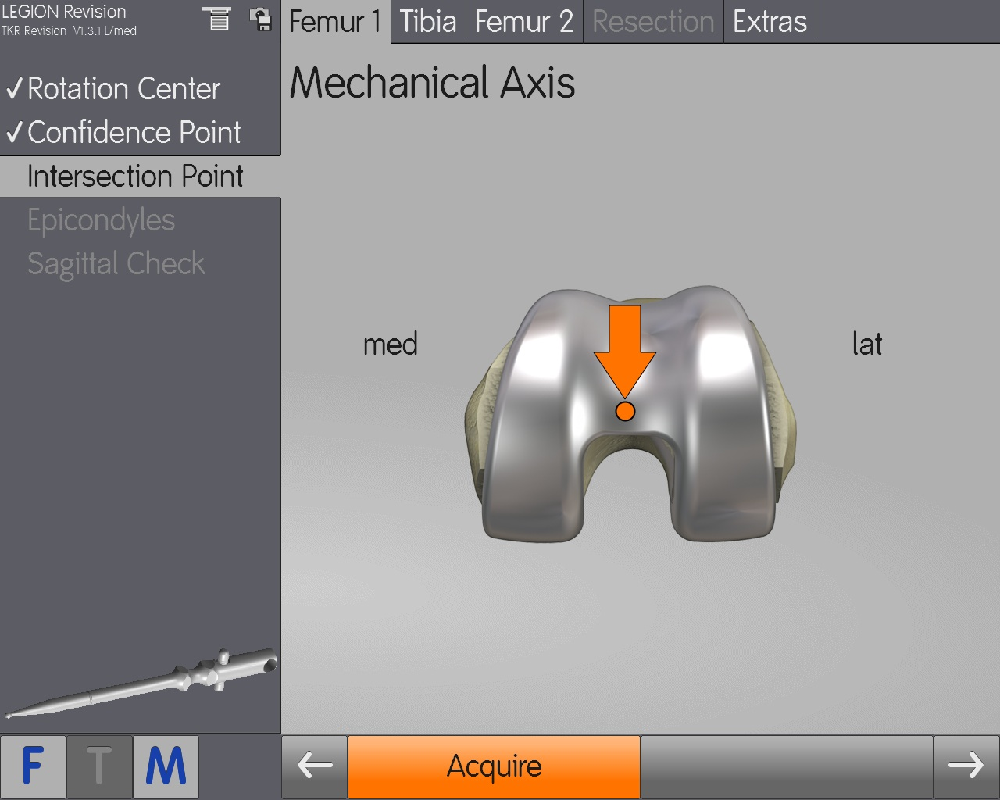 LEGION Revision
TKR Revision V1.3.1 L/med
Femur 1
Tibia
Femur 2
Resection
Extras
Mechanical Axis
✓Rotation Center
✓Confidence Point
Intersection Point
Epicondyles
Sagittal Check
med
lat
F
T
M
Acquire